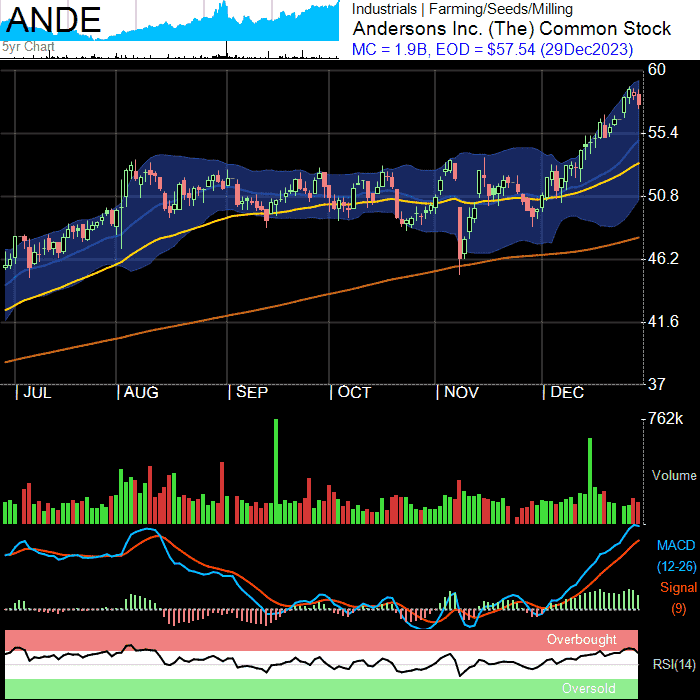 ANDE
5yr Chart
Industrials | Farming/Seeds/Milling
Andersons Inc. (The) Common Stock
MC = 1.9B, EOD = $57.54 (29Dec2023)
60
55.4
50.8
46.2
41.6
37
| JUL | AUG | SEP | OCT | NOV | DEC
762k
Volume
MACD
(12-26)
Signal
(9)
Overbought
RSI(14)
Oversold